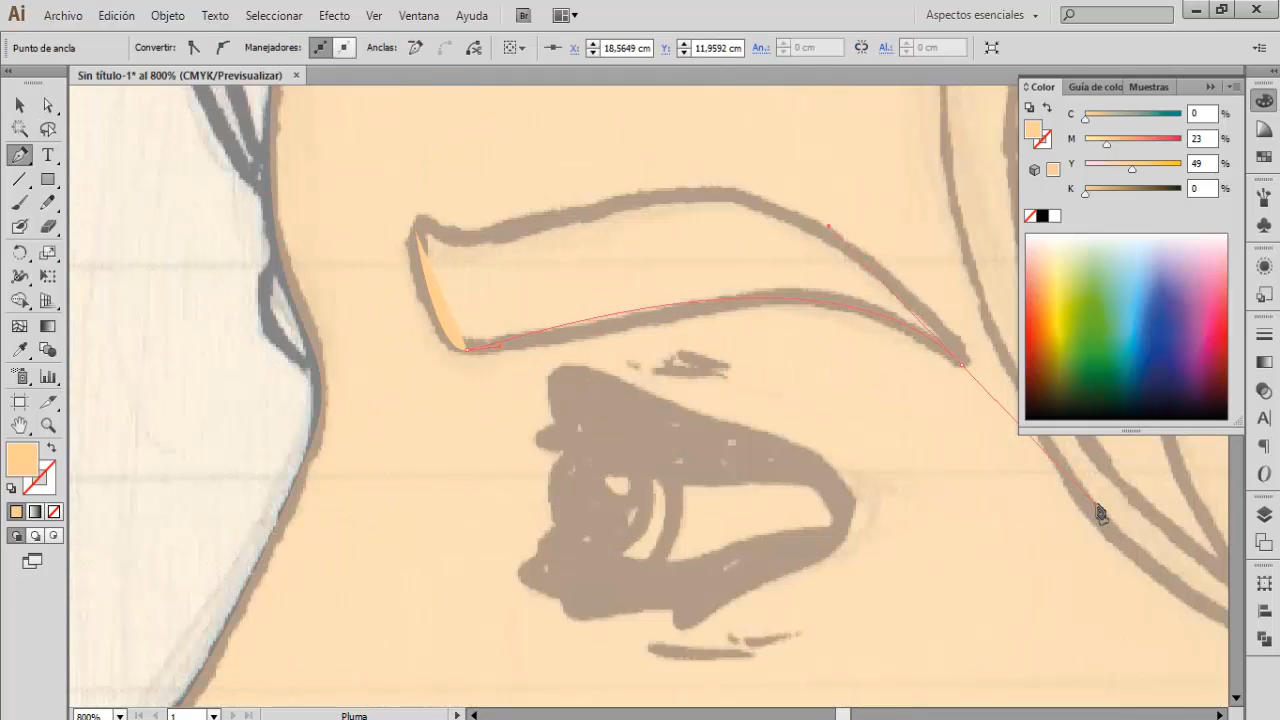 Ai Archivo Edición Objeto Texto Seleccionar Efecto Ver Ventana Ayuda Br Aspectos esenciales
Punto de ancla Convertir: Manejadores: Anclas: X: 18,5649 cm Y: 11,9592 cm An.: 0 cm Al.: 0 cm
Sin título-1* al 800% (CMYK/Previsualizar) ×
Color Guía de colo Muestras
C 0 %
M 23 %
Y 49 %
K 0 %
800% 1 Pluma